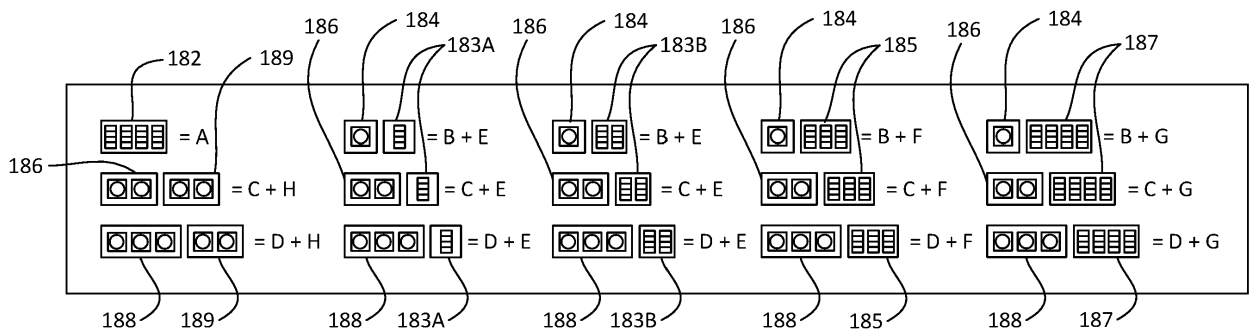 186 184 183A 186 184 183B 186 184 185 186 184 187
182 189
= A = B + E = B + E = B + F = B + G
186
= C + H = C + E = C + E = C + F = C + G
= D + H = D + E = D + E = D + F = D + G
188 189 188 183A 188 183B 188 185 188 187